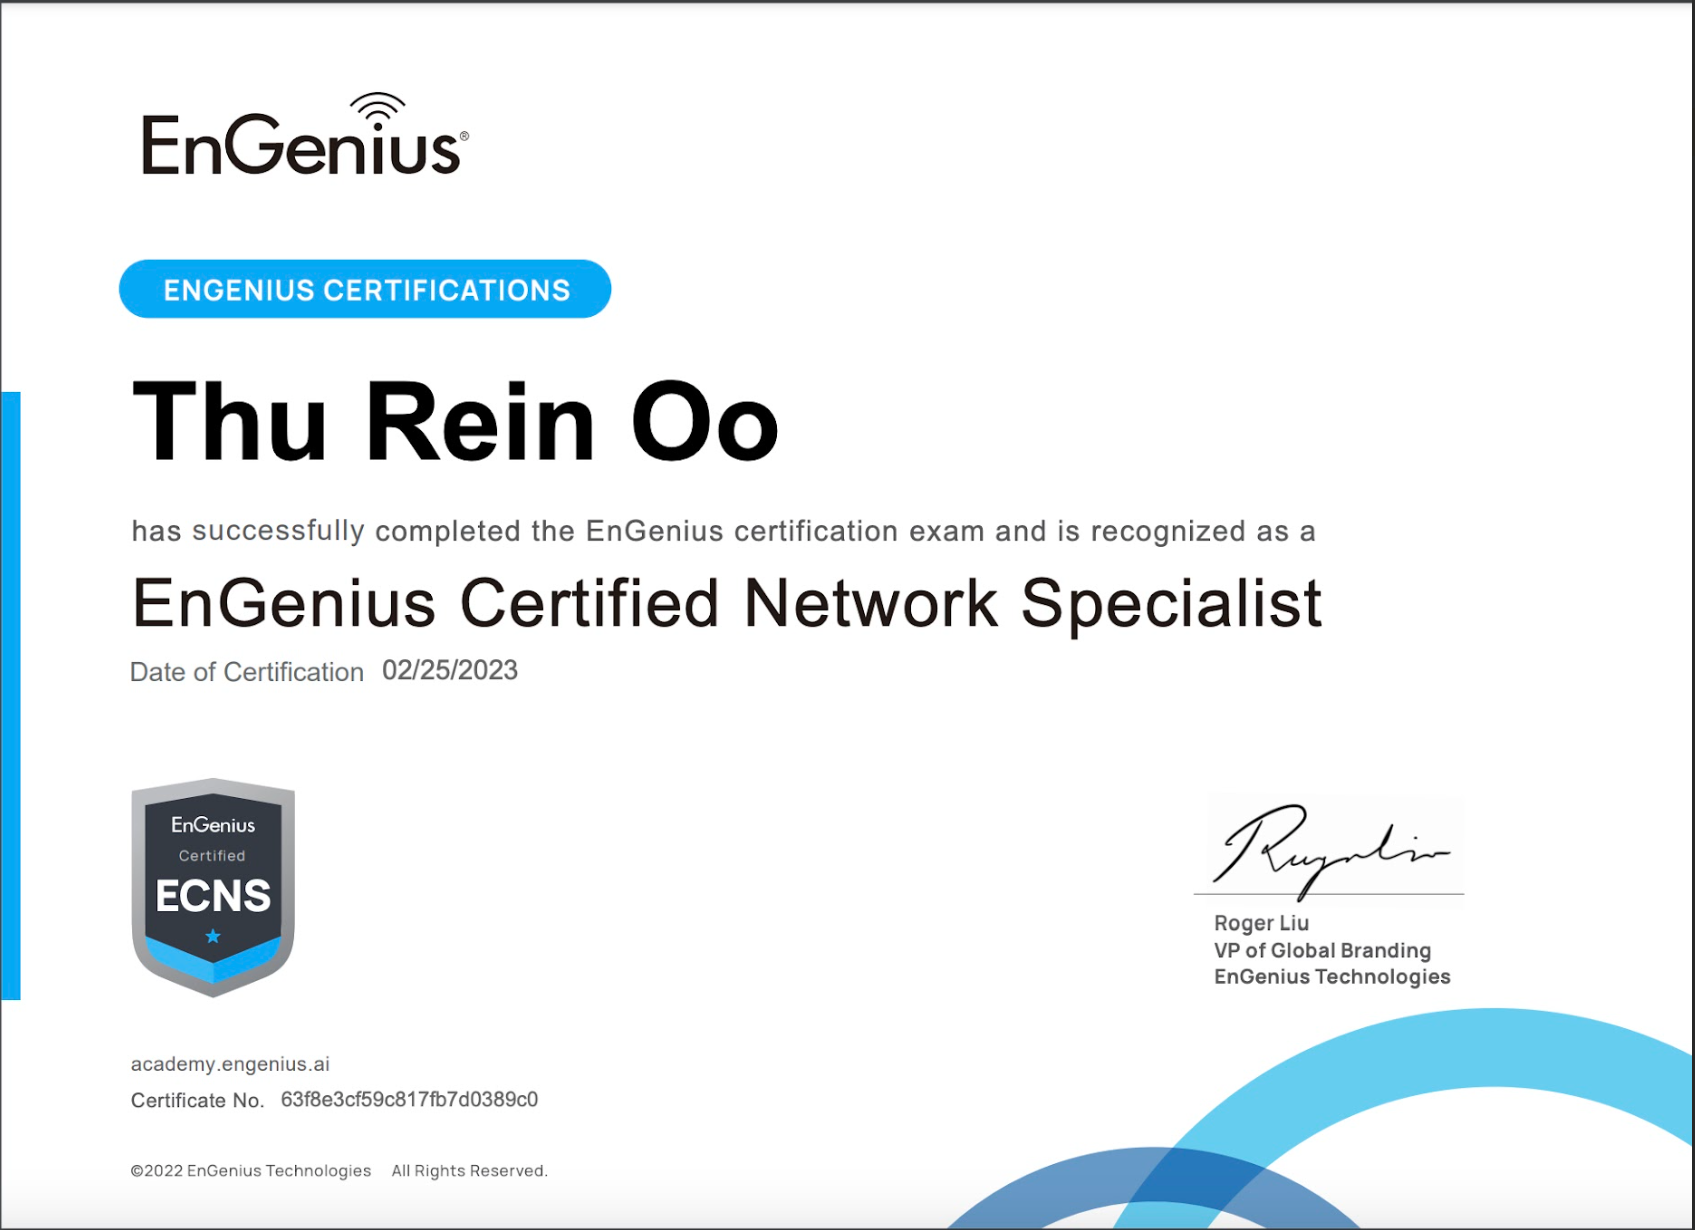 EnGenius®
ENGENIUS CERTIFICATIONS
Thu Rein Oo
has successfully completed the EnGenius certification exam and is recognized as a
EnGenius Certified Network Specialist
Date of Certification 02/25/2023
EnGenius
Certified
ECNS
Roger Liu
VP of Global Branding
EnGenius Technologies
academy.engenius.ai
Certificate No. 63f8e3cf59c817fb7d0389c0
©2022 EnGenius Technologies All Rights Reserved.